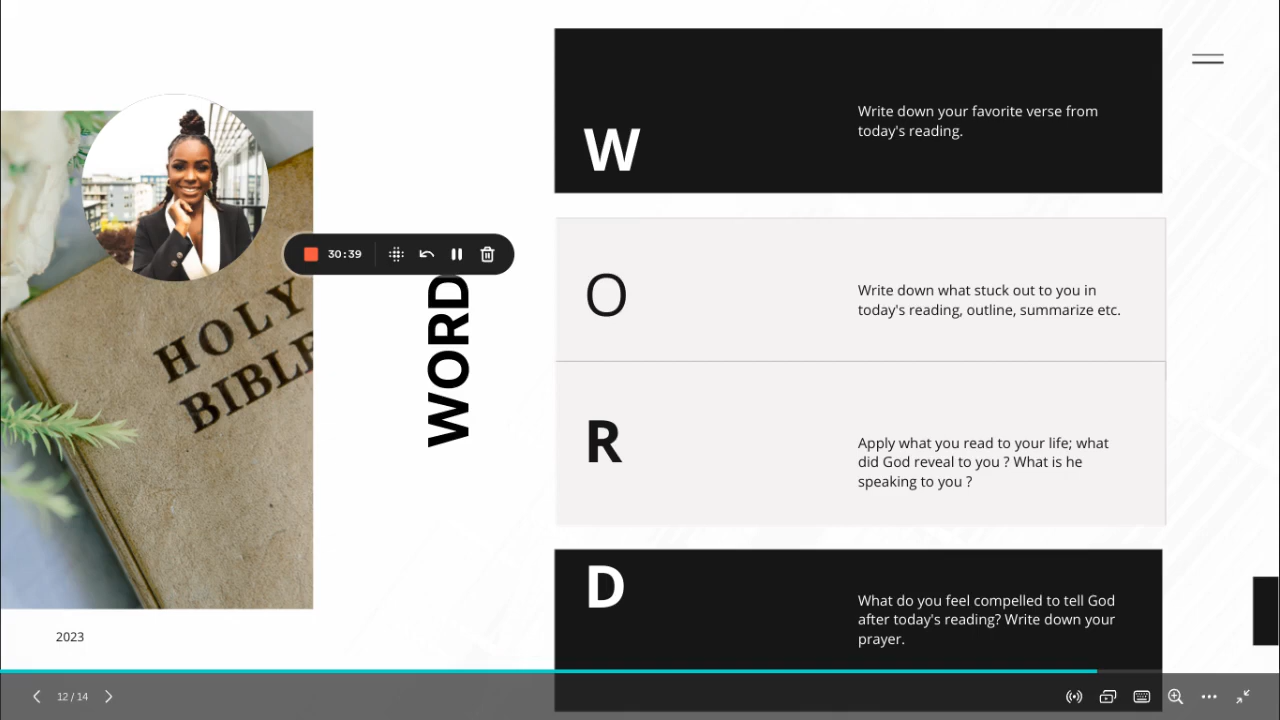 HOLY
BIBLE
30:39
WORD
2023
W
Write down your favorite verse from
today's reading.
O
Write down what stuck out to you in
today's reading, outline, summarize etc.
R
Apply what you read to your life; what
did God reveal to you ? What is he
speaking to you ?
D
What do you feel compelled to tell God
after today's reading? Write down your
prayer.
12 / 14